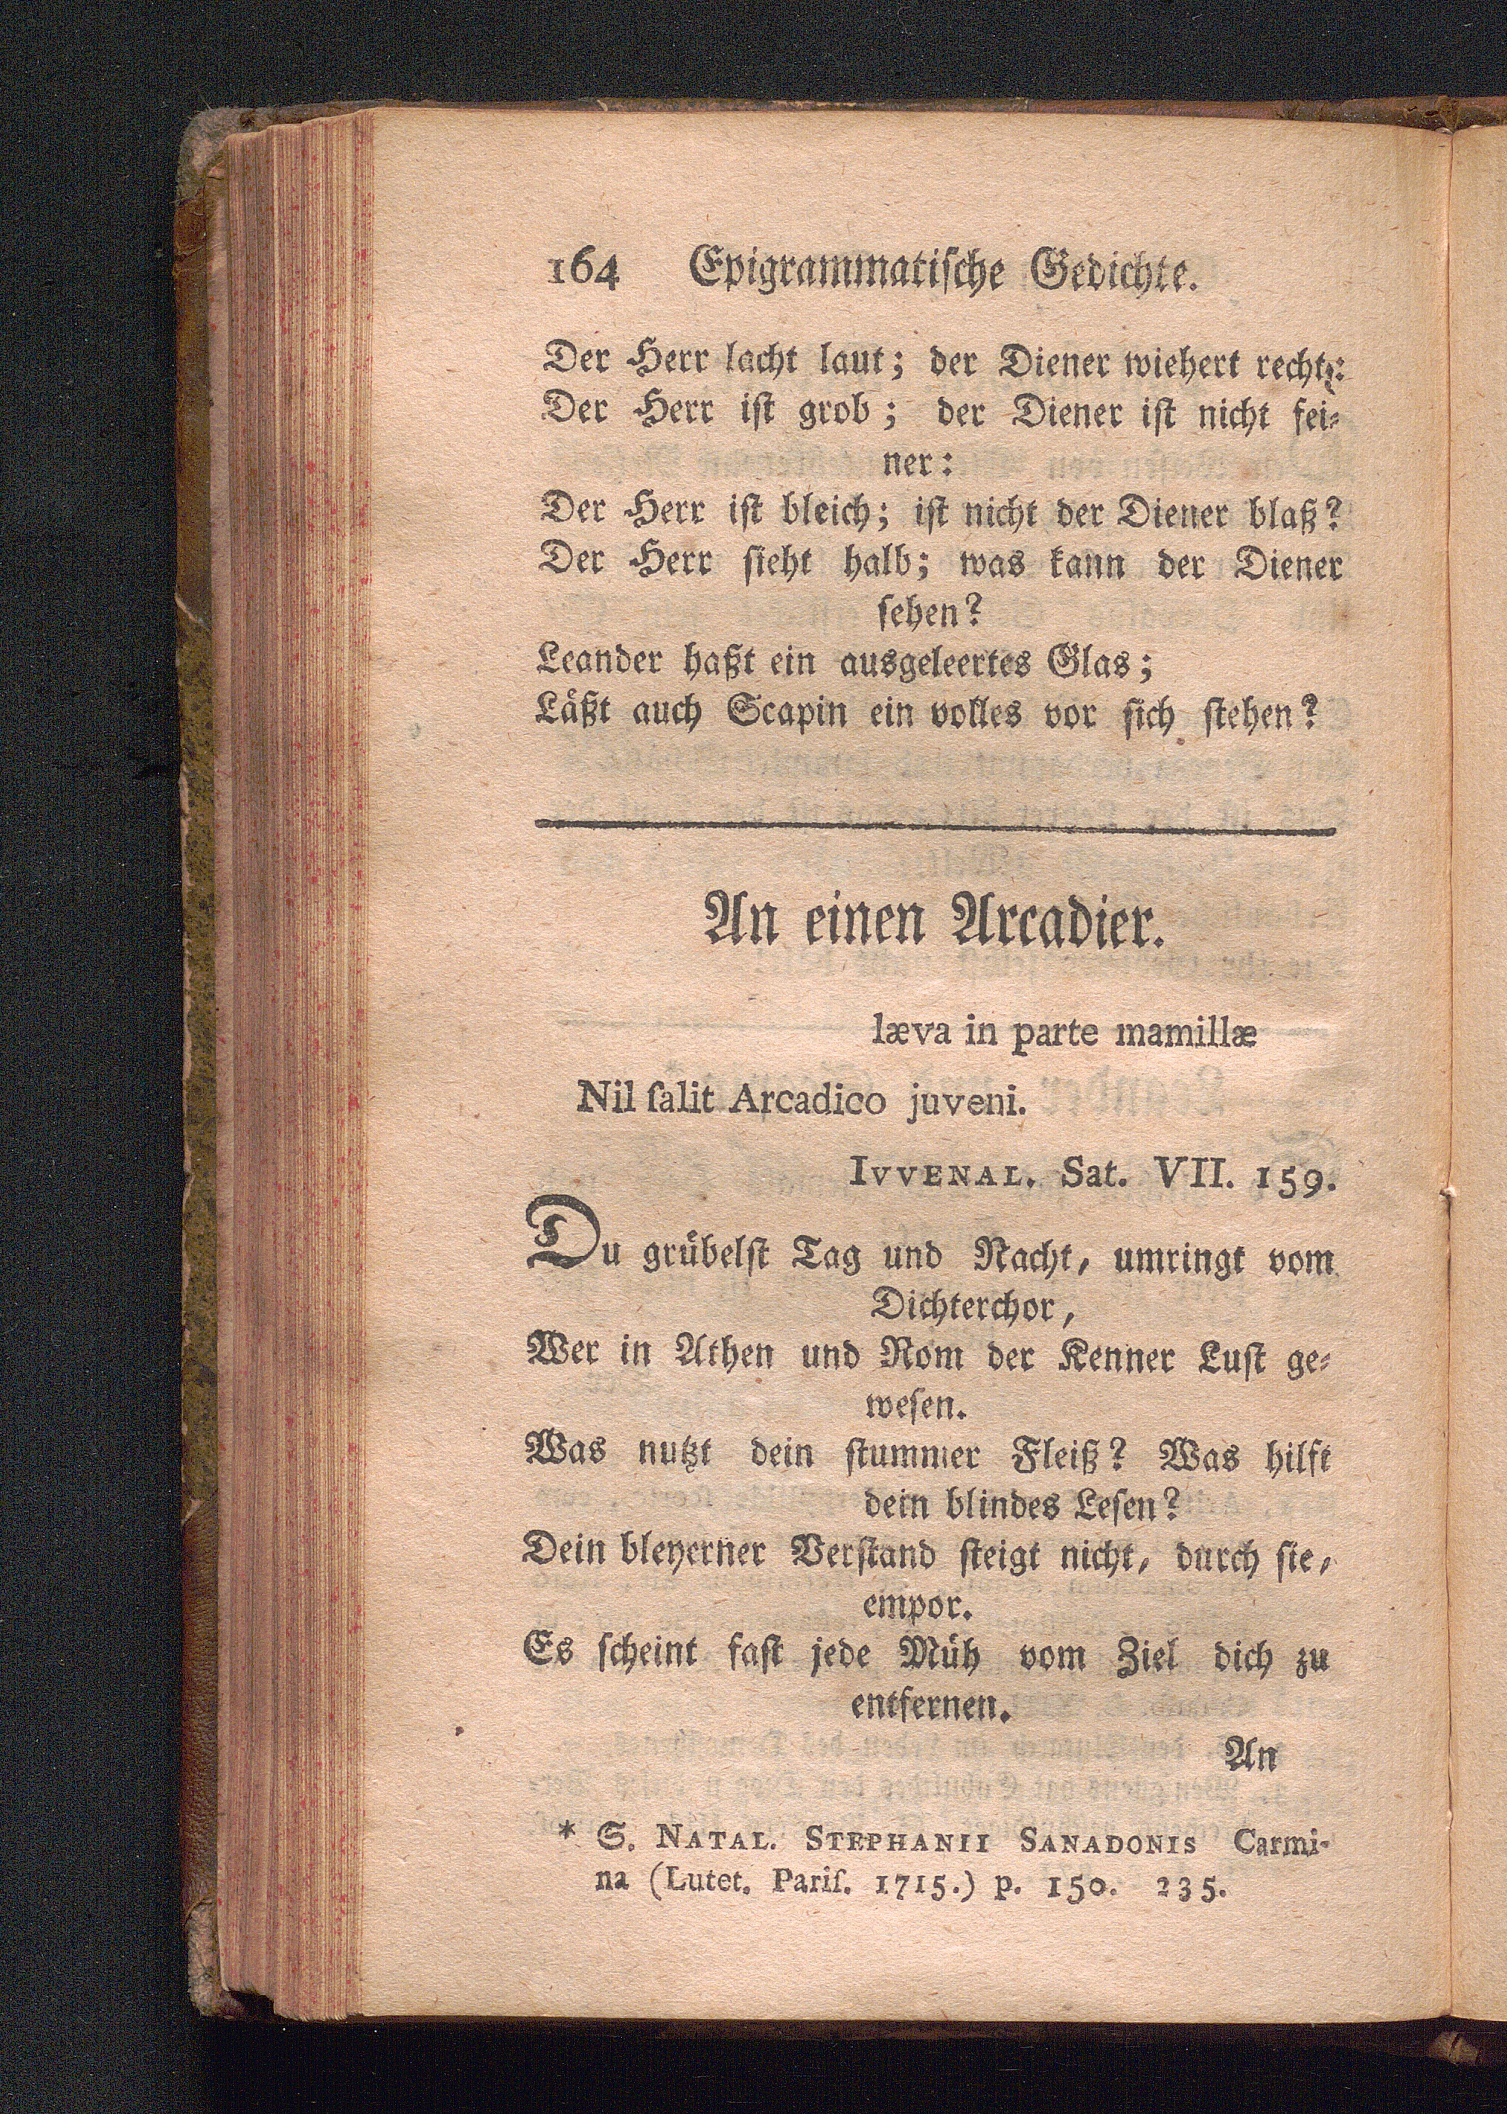 164 Epigrammatische Gedichte.
Der Herr lacht laut; der Diener wiehert recht:
Der Herr ist grob; der Diener ist nicht fei-
ner:
Der Herr ist bleich; ist nicht der Diener blaß?
Der Herr sieht halb; was kann der Diener
sehen?
Leander haßt ein ausgeleertes Glas;
Läßt auch Scapin ein volles vor sich stehen?
An einen Arcadier.
læva in parte mamillæ
Nil ſalit Arcadico juveni.
IVVENAL. Sat. VII. 159.
Du grübelst Tag und Nacht, umringt vom
Dichterchor,
Wer in Athen und Rom der Kenner Lust ge-
wesen.
Was nutzt dein stummer Fleiß? Was hilft
dein blindes Lesen?
Dein bleyerner Verstand steigt nicht, durch sie,
empor.
Es scheint fast jede Müh vom Ziel dich zu
entfernen.
An
* S. NATAL. STEPHANII SANADONIS Carmi-
na (Lutet. Pariſ. 1715.) p. 150. 235.